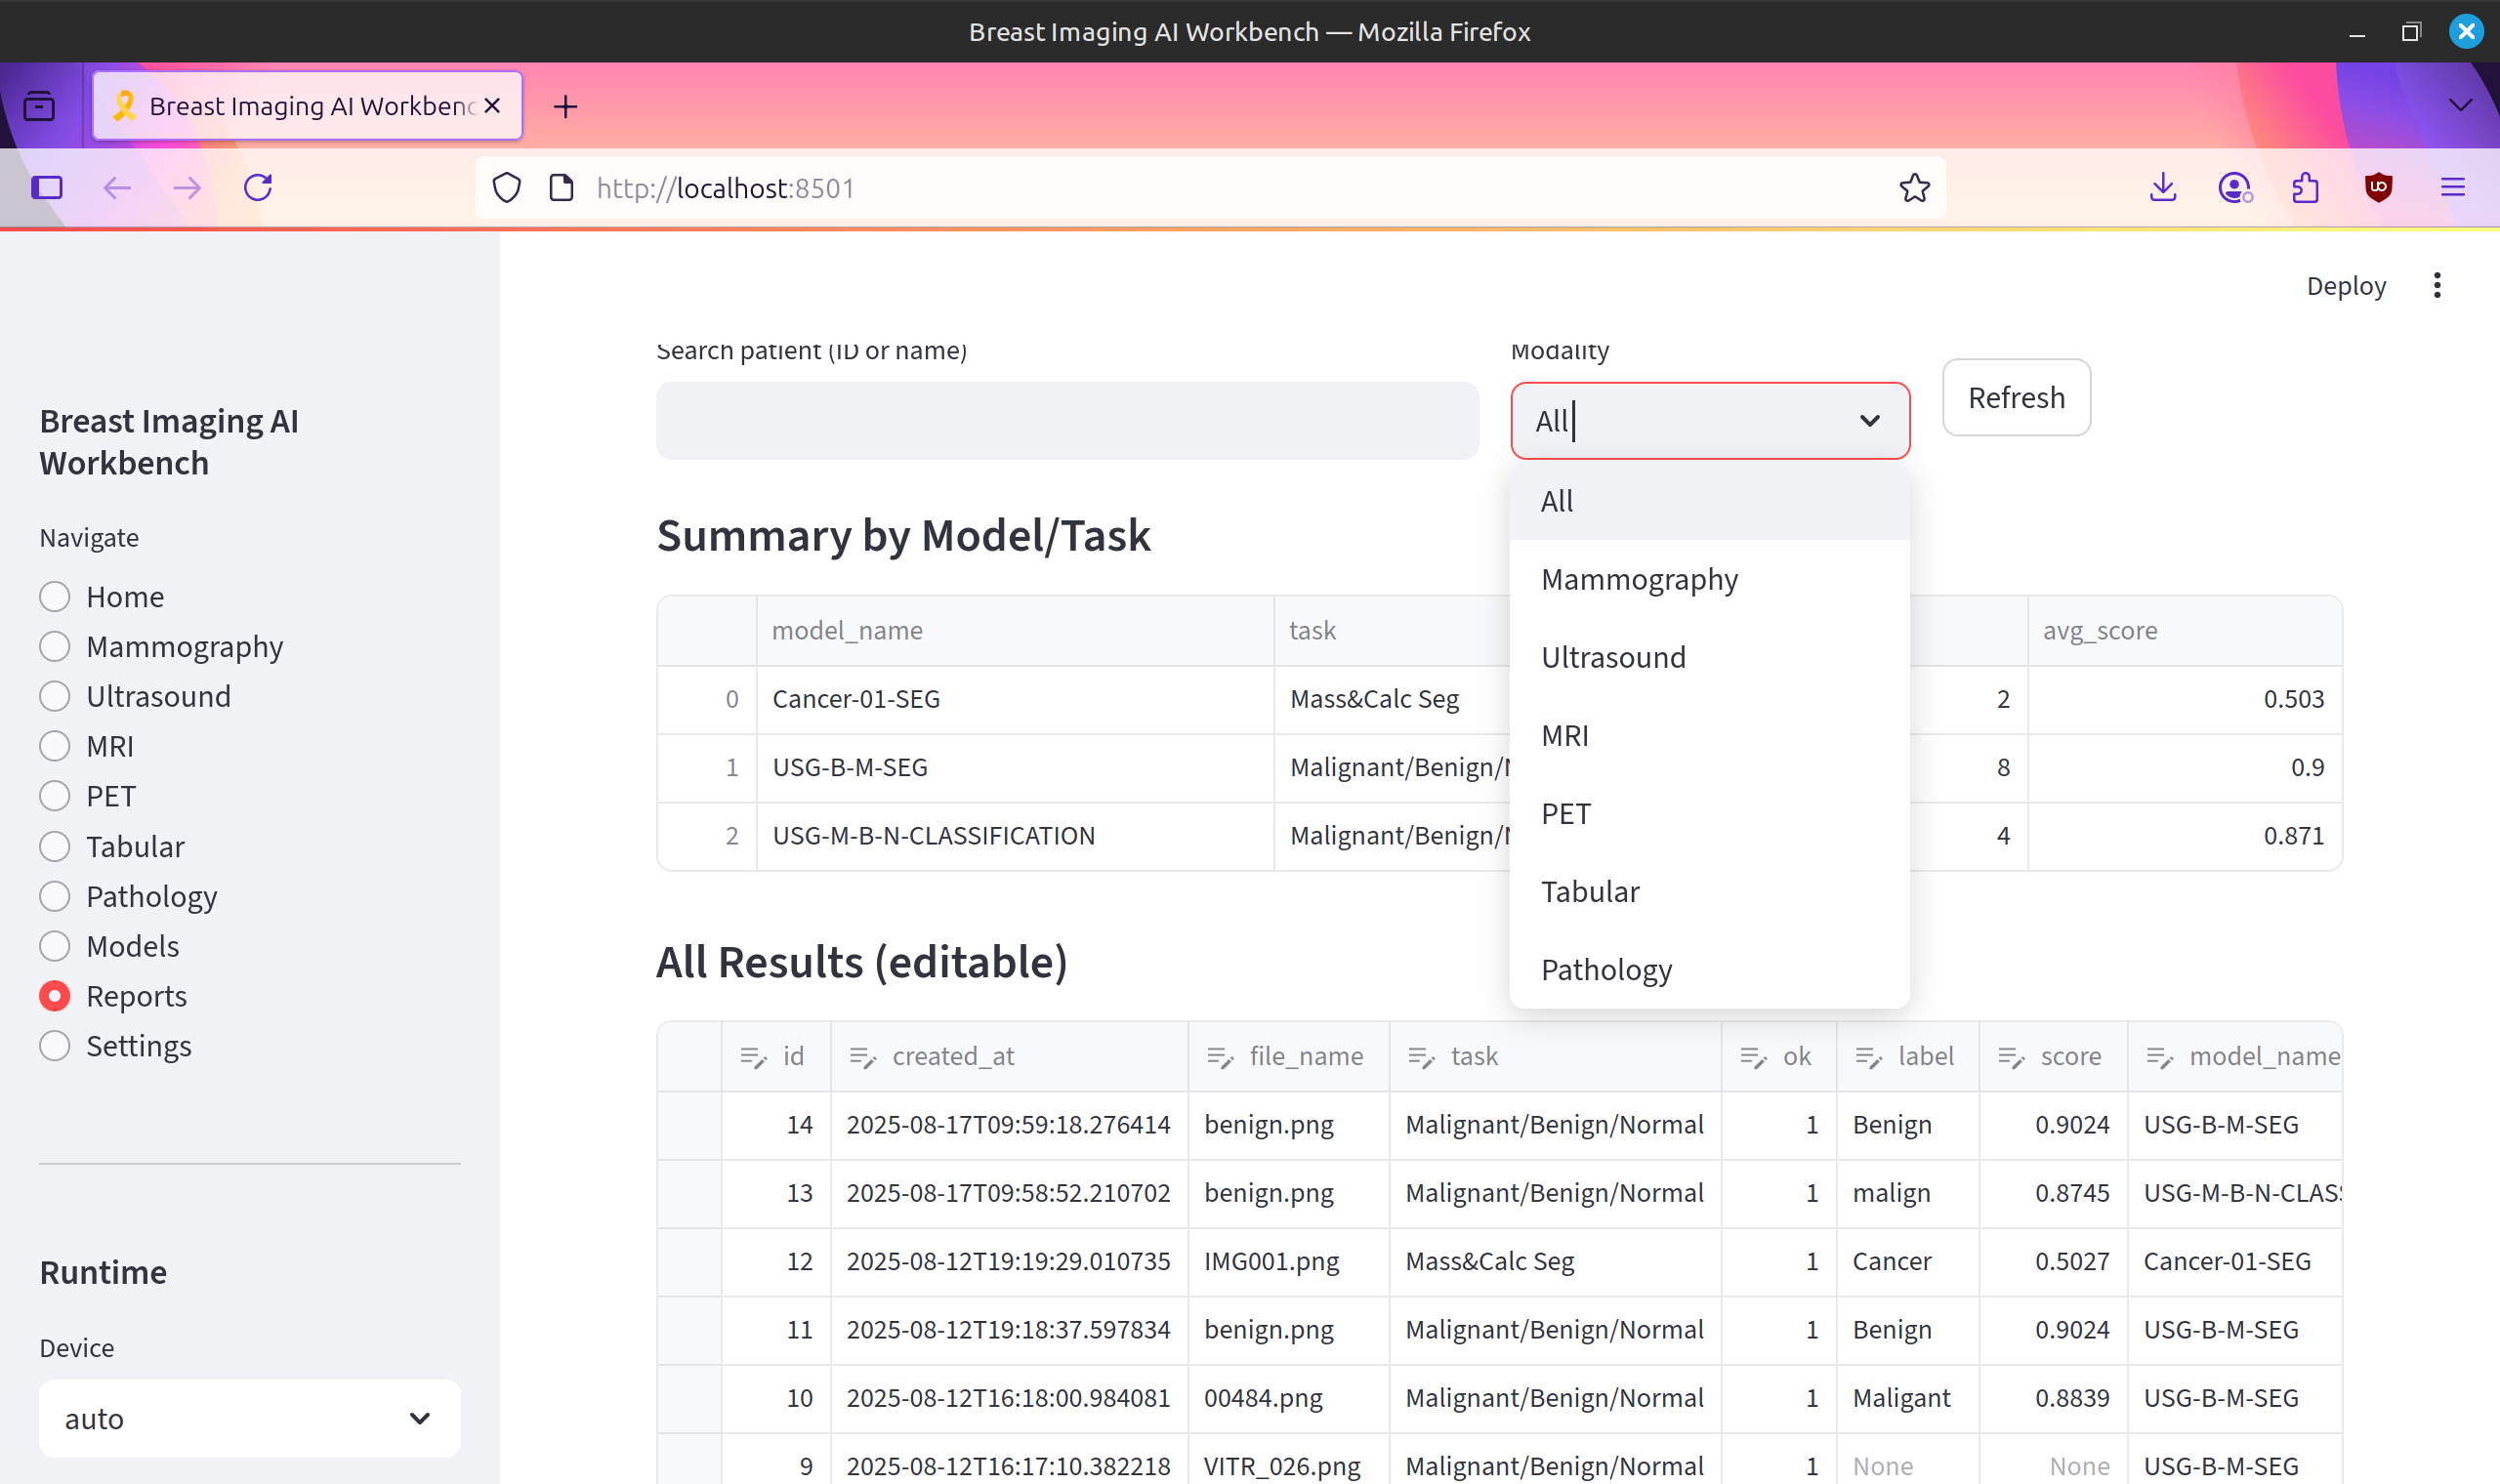 Breast Imaging AI Workbench — Mozilla Firefox
Breast Imaging AI Workbenc
http://localhost:8501
Deploy
Search patient (ID or name)
Modality
All
Refresh
Breast Imaging AI
Workbench
Navigate
Home
Mammography
Ultrasound
MRI
PET
Tabular
Pathology
Models
Reports
Settings
Runtime
Device
auto
All
Mammography
Ultrasound
MRI
PET
Tabular
Pathology
Summary by Model/Task
model_name task avg_score
0 Cancer-01-SEG Mass&Calc Seg 2 0.503
1 USG-B-M-SEG Malignant/Benign/ 8 0.9
2 USG-M-B-N-CLASSIFICATION Malignant/Benign/ 4 0.871
All Results (editable)
id created_at file_name task ok label score model_name
14 2025-08-17T09:59:18.276414 benign.png Malignant/Benign/Normal 1 Benign 0.9024 USG-B-M-SEG
13 2025-08-17T09:58:52.210702 benign.png Malignant/Benign/Normal 1 malign 0.8745 USG-M-B-N-CLAS
12 2025-08-12T19:19:29.010735 IMG001.png Mass&Calc Seg 1 Cancer 0.5027 Cancer-01-SEG
11 2025-08-12T19:18:37.597834 benign.png Malignant/Benign/Normal 1 Benign 0.9024 USG-B-M-SEG
10 2025-08-12T16:18:00.984081 00484.png Malignant/Benign/Normal 1 Maligant 0.8839 USG-B-M-SEG
9 2025-08-12T16:17:10.382218 VITR_026.png Malignant/Benign/Normal 1 None None USG-B-M-SEG